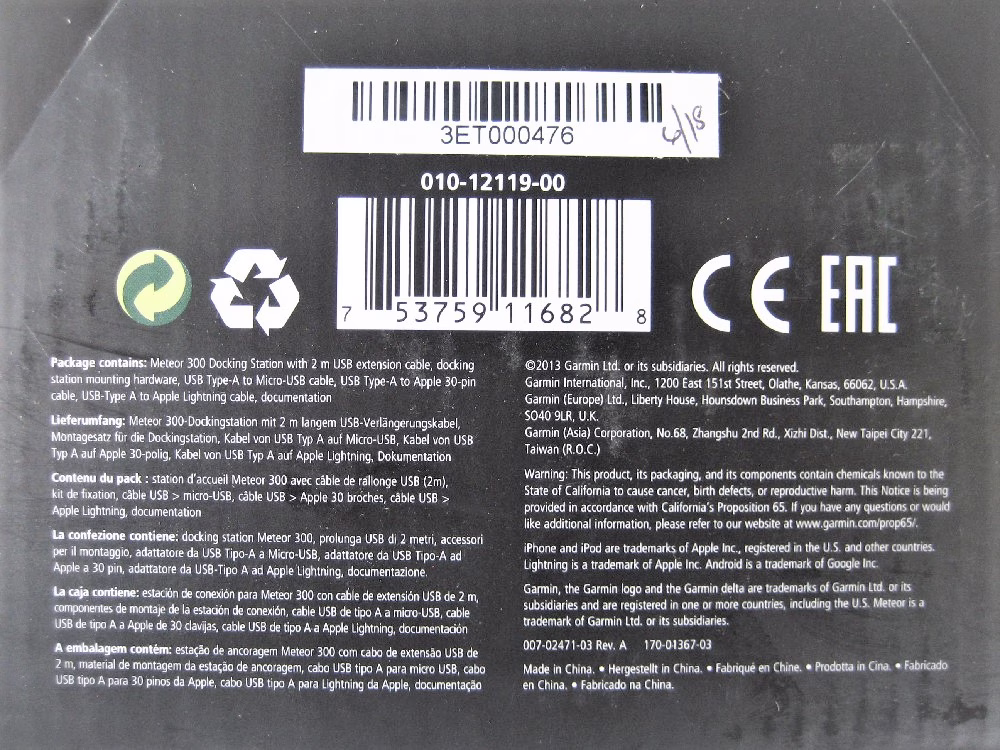 3ET000476
6/18
010-12119-00
7 53759 11682 8
CE EAC
Package contains: Meteor 300 Docking Station with 2 m USB extension cable, docking
station mounting hardware, USB Type-A to Micro-USB cable, USB Type-A to Apple 30-pin
cable, USB-Type A to Apple Lightning cable, documentation
Lieferumfang: Meteor 300-Dockingstation mit 2 m langem USB-Verlängerungskabel,
Montagesatz für die Dockingstation, Kabel von USB Typ A auf Micro-USB, Kabel von USB
Typ A auf Apple 30-polig, Kabel von USB Typ A auf Apple Lightning, Dokumentation
Contenu du pack : station d'accueil Meteor 300 avec câble de rallonge USB (2m),
kit de fixation, câble USB > micro-USB, câble USB > Apple 30 broches, câble USB >
Apple Lightning, documentation
La confezione contiene: docking station Meteor 300, prolunga USB di 2 metri, accessori
per il montaggio, adattatore da USB Tipo-A a Micro-USB, adattatore da USB Tipo-A ad
Apple a 30 pin, adattatore da USB-Tipo A ad Apple Lightning, documentazione.
La caja contiene: estación de conexión para Meteor 300 con cable de extensión USB de 2 m,
componentes de montaje de la estación de conexión, cable USB de tipo A a micro-USB, cable
USB de tipo A a Apple de 30 clavijas, cable USB de tipo A a Apple Lightning, documentación
A embalagem contém: estação de ancoragem Meteor 300 com cabo de extensão USB de
2 m, material de montagem da estação de ancoragem, cabo USB tipo A para micro USB, cabo
USB tipo A para 30 pinos da Apple, cabo USB tipo A para Lightning da Apple, documentação
©2013 Garmin Ltd. or its subsidiaries. All rights reserved.
Garmin International, Inc., 1200 East 151st Street, Olathe, Kansas, 66062, U.S.A.
Garmin (Europe) Ltd., Liberty House, Hounsdown Business Park, Southampton, Hampshire,
SO40 9LR, U.K.
Garmin (Asia) Corporation, No.68, Zhangshu 2nd Rd., Xizhi Dist., New Taipei City 221,
Taiwan (R.O.C.)
Warning: This product, its packaging, and its components contain chemicals known to the
State of California to cause cancer, birth defects, or reproductive harm. This Notice is being
provided in accordance with California's Proposition 65. If you have any questions or would
like additional information, please refer to our website at www.garmin.com/prop65/.
iPhone and iPod are trademarks of Apple Inc., registered in the U.S. and other countries.
Lightning is a trademark of Apple Inc. Android is a trademark of Google Inc.
Garmin, the Garmin logo and the Garmin delta are trademarks of Garmin Ltd. or its
subsidiaries and are registered in one or more countries, including the U.S. Meteor is a
trademark of Garmin Ltd. or its subsidiaries.
007-02471-03 Rev. A 170-01367-03
Made in China. • Hergestellt in China. • Fabriqué en Chine. • Prodotta in Cina. • Fabricado
en China. • Fabricado na China.